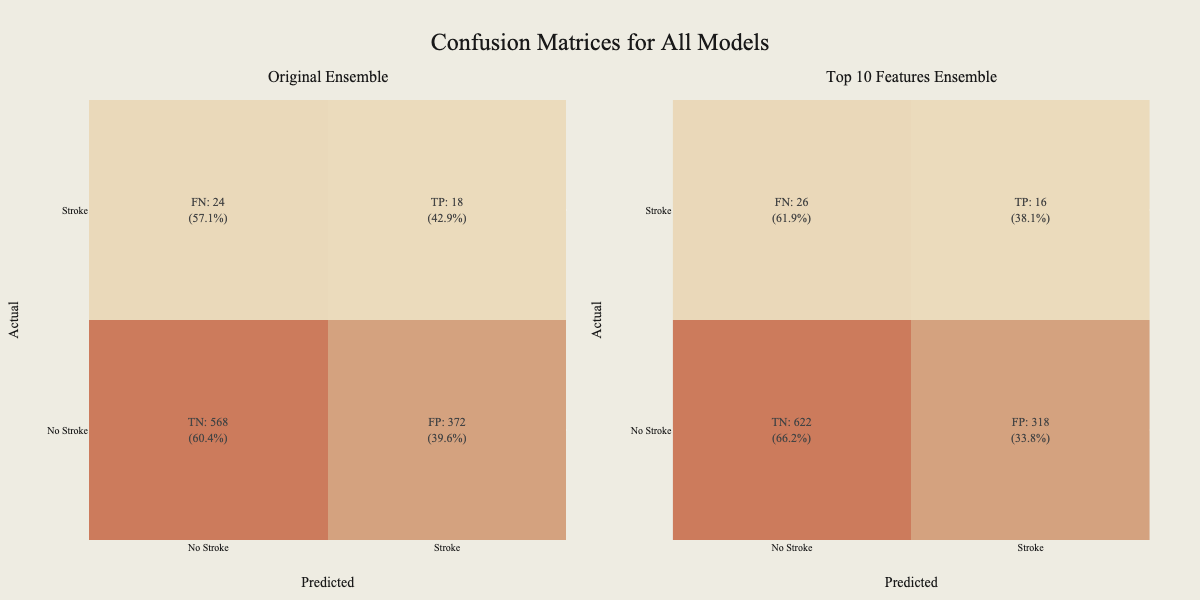 Confusion Matrices for All Models
Original Ensemble
Actual
Stroke
FN: 24
(57.1%)
TP: 18
(42.9%)
No Stroke
TN: 568
(60.4%)
FP: 372
(39.6%)
No Stroke
Stroke
Predicted
Top 10 Features Ensemble
Actual
Stroke
FN: 26
(61.9%)
TP: 16
(38.1%)
No Stroke
TN: 622
(66.2%)
FP: 318
(33.8%)
No Stroke
Stroke
Predicted